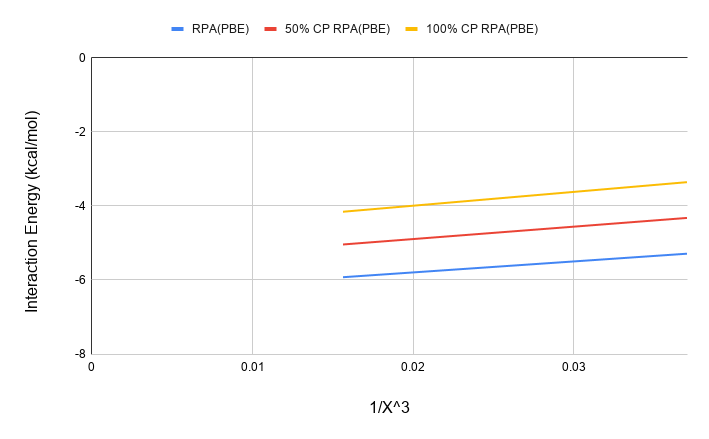 RPA(PBE) 50% CP RPA(PBE) 100% CP RPA(PBE)
Interaction Energy (kcal/mol)
0
-2
-4
-6
-8
0 0.01 0.02 0.03
1/X^3